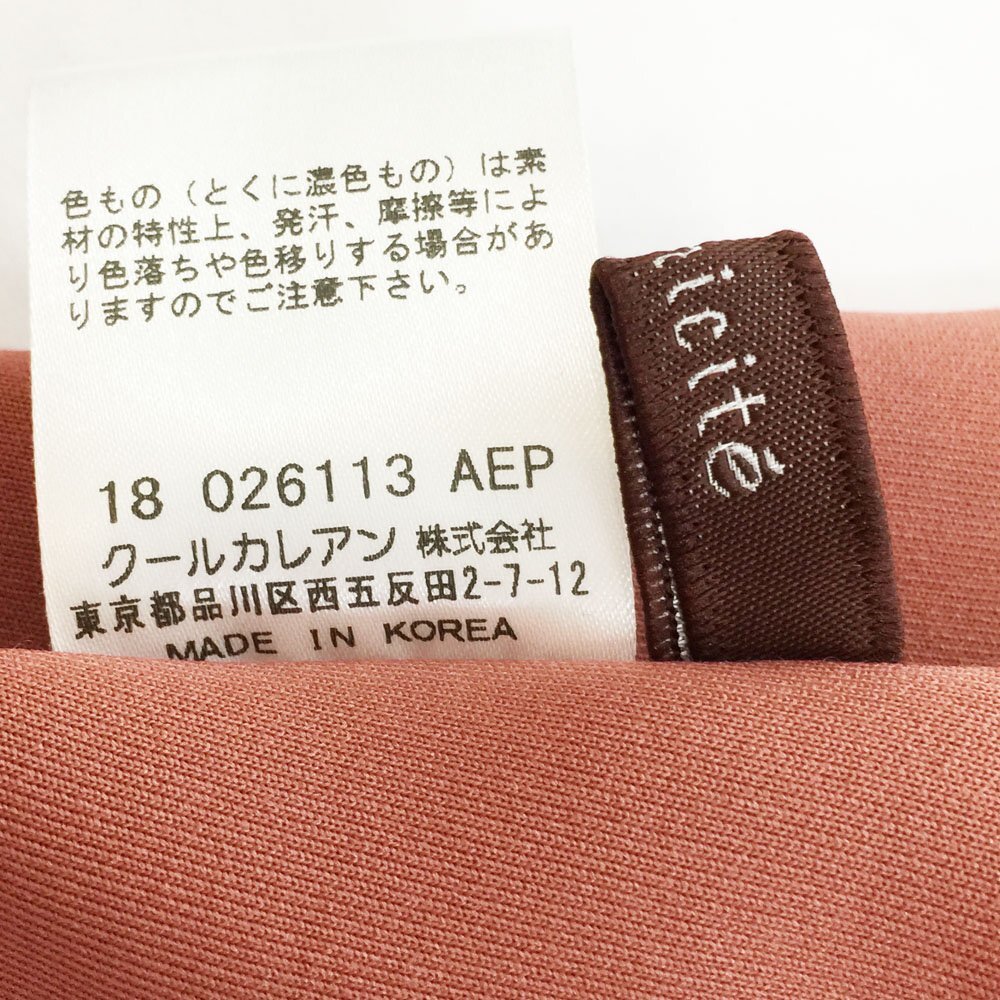 色もの（とくに濃色もの）は素
材の特性上、発汗、摩擦等によ
り色落ちや色移りする場合があ
りますのでご注意下さい。
18 026113 AEP
クールカレアン 株式会社
東京都品川区西五反田2-7-12
MADE IN KOREA